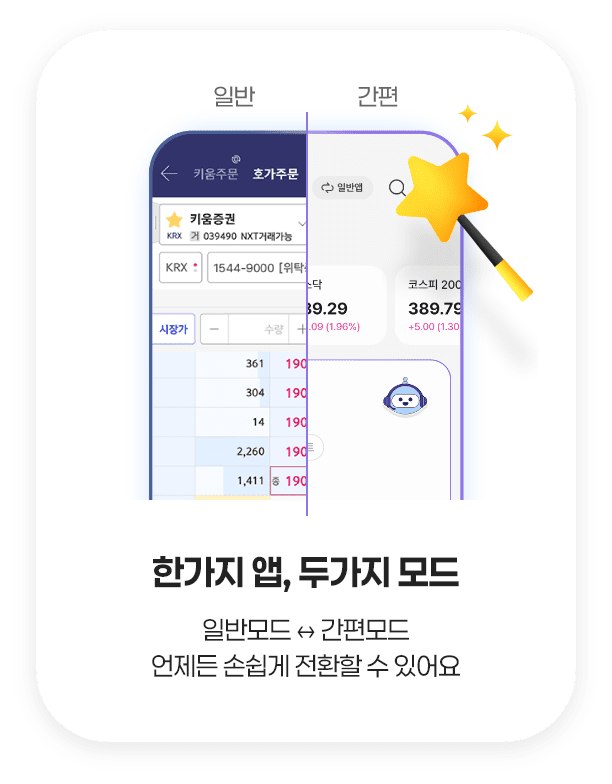 일반 간편
키움주문 호가주문
일반앱
키움증권
KRX 거 039490 NXT거래가능
KRX 1544-9000 [위탁
스닥 코스피 200
39.29 389.79
.09 (1.96%) +5.00 (1.30
시장가 − 수량 +
361 190
304 190
14 190
2,260 190
1,411 종 190
트
한가지 앱, 두가지 모드
일반모드 ↔ 간편모드
언제든 손쉽게 전환할 수 있어요